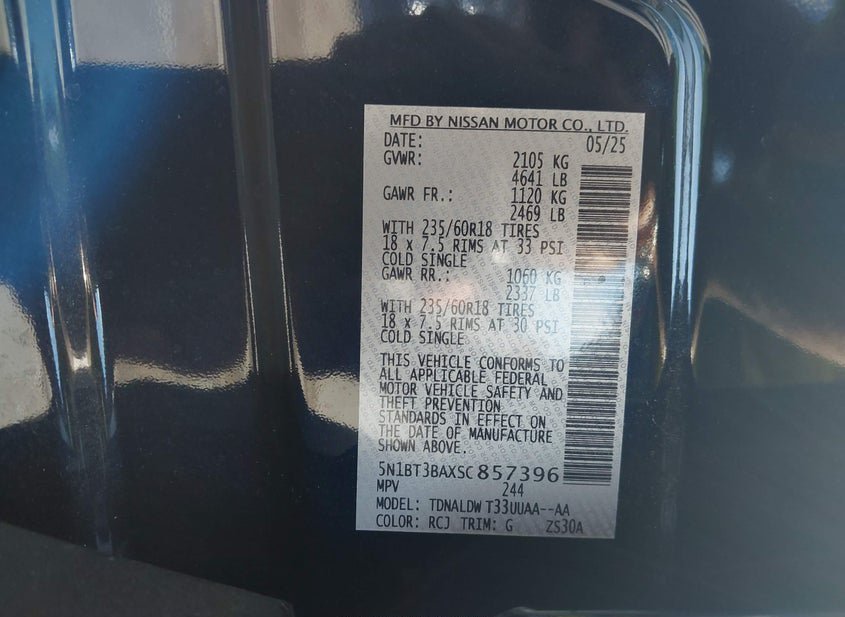 MFD BY NISSAN MOTOR CO., LTD.
DATE: 05/25
GVWR: 2105 KG
4641 LB
GAWR FR.: 1120 KG
2469 LB
WITH 235/60R18 TIRES
18 x 7.5 RIMS AT 33 PSI
COLD SINGLE
GAWR RR.: 1060 KG
2337 LB
WITH 235/60R18 TIRES
18 x 7.5 RIMS AT 30 PSI
COLD SINGLE
THIS VEHICLE CONFORMS TO
ALL APPLICABLE FEDERAL
MOTOR VEHICLE SAFETY AND
THEFT PREVENTION
STANDARDS IN EFFECT ON
THE DATE OF MANUFACTURE
SHOWN ABOVE.
5N1BT3BAXSC857396
MPV 244
MODEL: TDNALDW T33UUAA--AA
COLOR: RCJ TRIM: G ZS30A